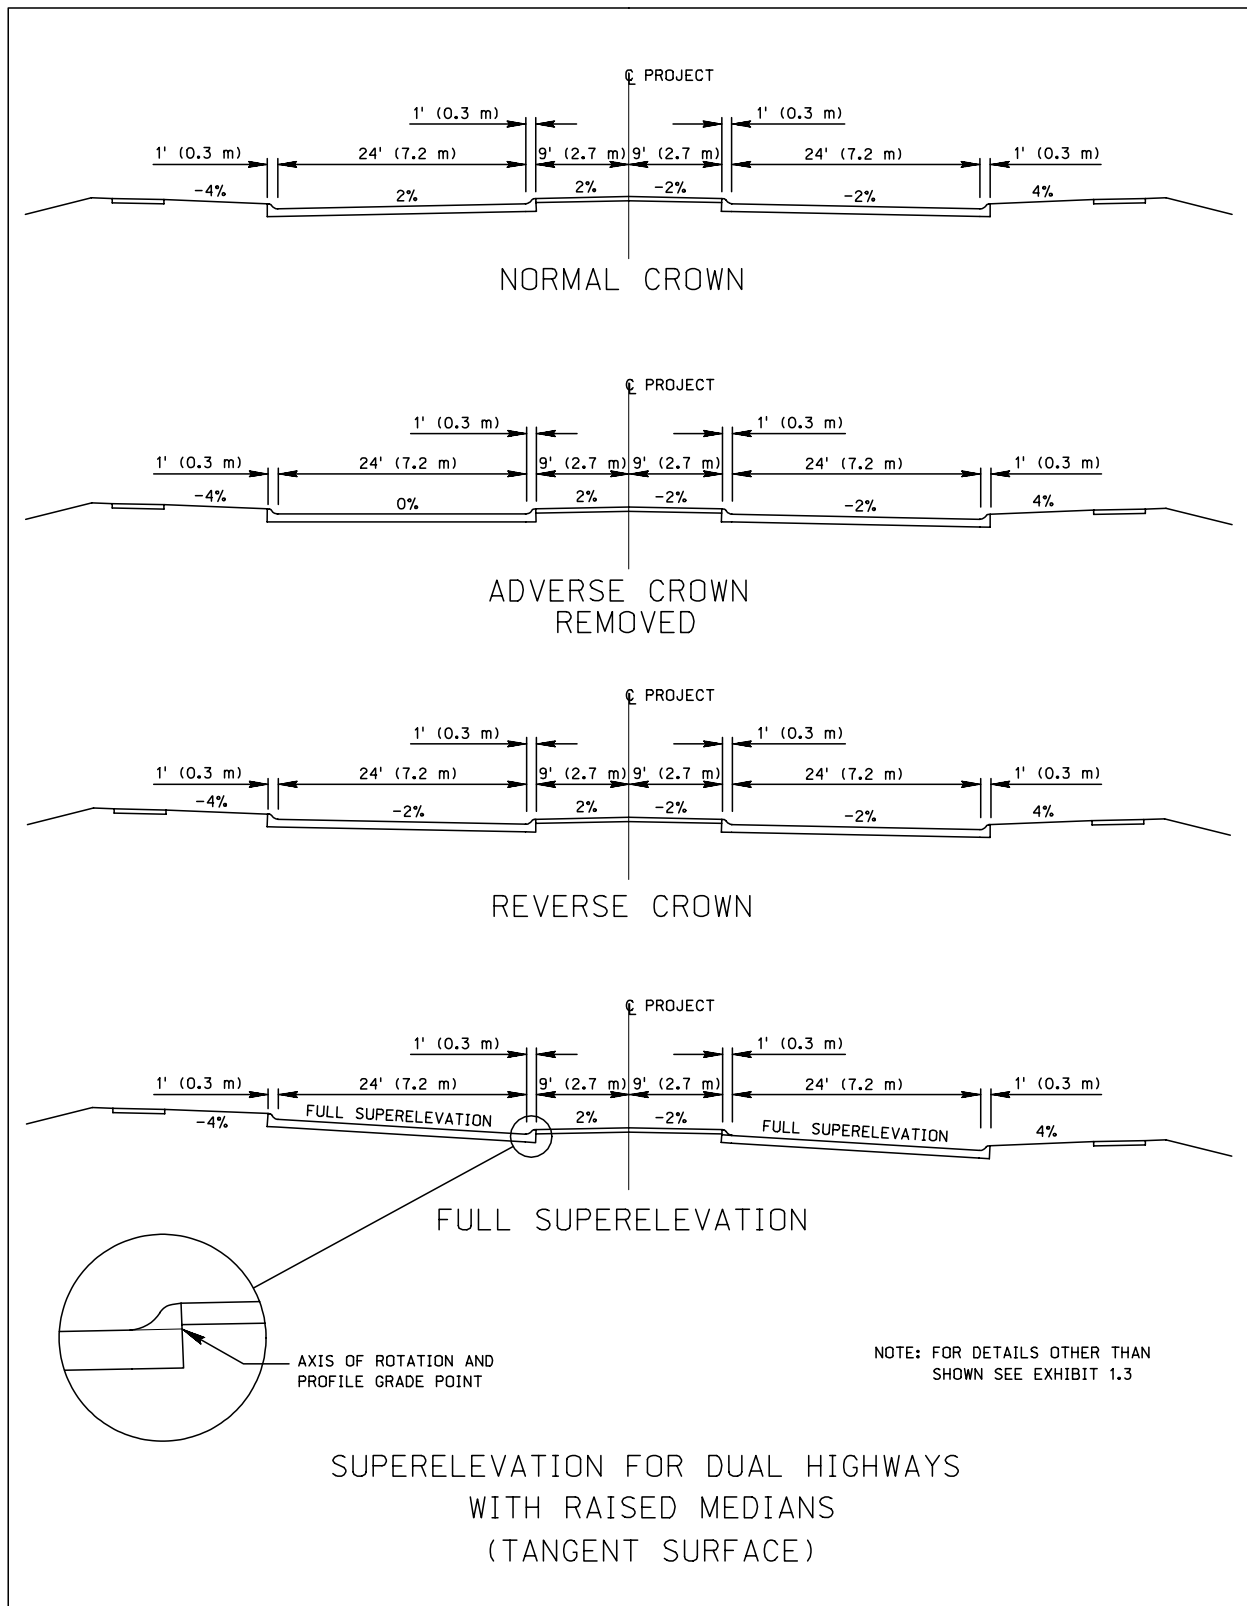 ℄ PROJECT
1' (0.3 m) 1' (0.3 m)
1' (0.3 m) 24' (7.2 m) 9' (2.7 m) 9' (2.7 m) 24' (7.2 m) 1' (0.3 m)
-4% 2% 2% -2% -2% 4%
NORMAL CROWN
℄ PROJECT
1' (0.3 m) 1' (0.3 m)
1' (0.3 m) 24' (7.2 m) 9' (2.7 m) 9' (2.7 m) 24' (7.2 m) 1' (0.3 m)
-4% 0% 2% -2% -2% 4%
ADVERSE CROWN
REMOVED
℄ PROJECT
1' (0.3 m) 1' (0.3 m)
1' (0.3 m) 24' (7.2 m) 9' (2.7 m) 9' (2.7 m) 24' (7.2 m) 1' (0.3 m)
-4% -2% 2% -2% -2% 4%
REVERSE CROWN
℄ PROJECT
1' (0.3 m) 1' (0.3 m)
1' (0.3 m) 24' (7.2 m) 9' (2.7 m) 9' (2.7 m) 24' (7.2 m) 1' (0.3 m)
-4% FULL SUPERELEVATION 2% -2% FULL SUPERELEVATION 4%
FULL SUPERELEVATION
AXIS OF ROTATION AND
PROFILE GRADE POINT
NOTE: FOR DETAILS OTHER THAN
SHOWN SEE EXHIBIT 1.3
SUPERELEVATION FOR DUAL HIGHWAYS
WITH RAISED MEDIANS
(TANGENT SURFACE)